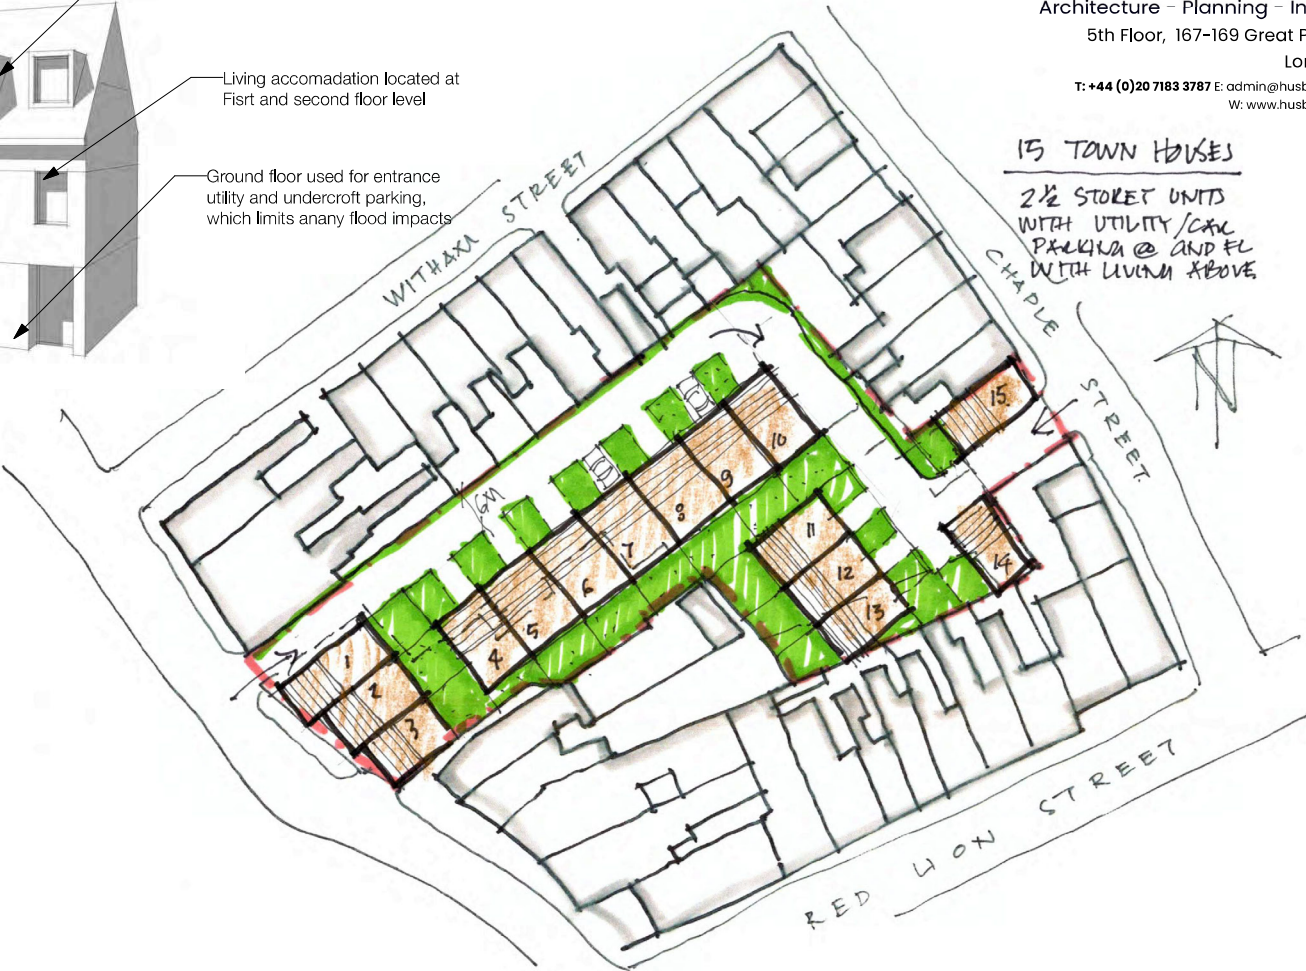 Architecture - Planning - In
5th Floor, 167-169 Great P
Lon
T: +44 (0)20 7183 3787 E: admin@husb
W: www.husb
Living accomadation located at
Fisrt and second floor level
Ground floor used for entrance
utility and undercroft parking,
which limits anany flood impacts
15 TOWN HOUSES
2½ STOREY UNITS
WITH UTILITY/CAR
PARKING @ GND FL
WITH LIVING ABOVE
WITHAM STREET
CHAPLE STREET
RED LION STREET
6M
1
2
3
4
5
6
7
8
9
10
11
12
13
14
15